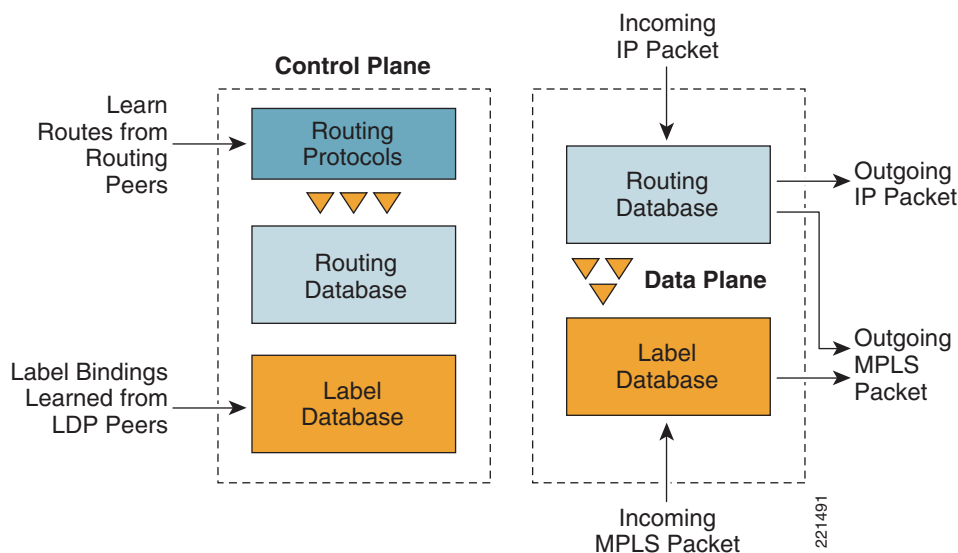 Control Plane
Learn
Routes from
Routing
Peers
Routing
Protocols
Routing
Database
Label Bindings
Learned from
LDP Peers
Label
Database
Incoming
IP Packet
Routing
Database
Outgoing
IP Packet
Data Plane
Label
Database
Outgoing
MPLS
Packet
Incoming
MPLS Packet
221491